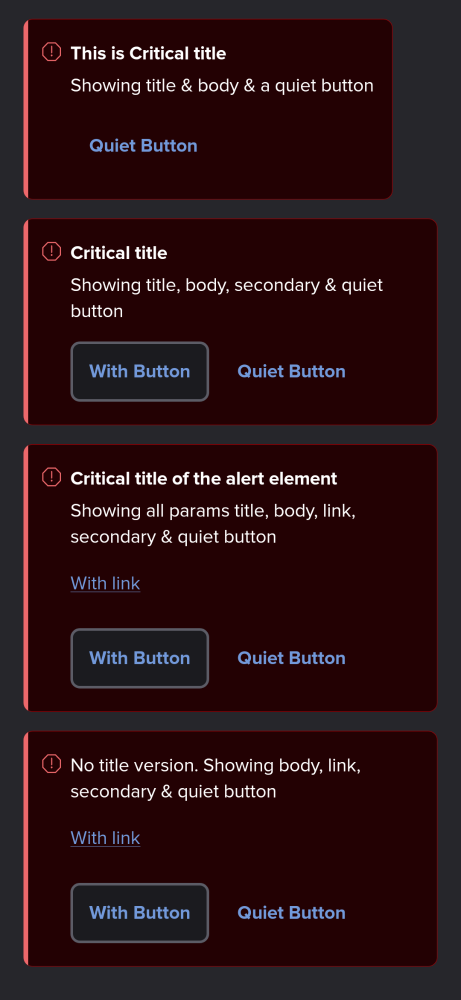 This is Critical title
Showing title & body & a quiet button
Quiet Button
Critical title
Showing title, body, secondary & quiet
button
With Button
Quiet Button
Critical title of the alert element
Showing all params title, body, link,
secondary & quiet button
With link
With Button
Quiet Button
No title version. Showing body, link,
secondary & quiet button
With link
With Button
Quiet Button